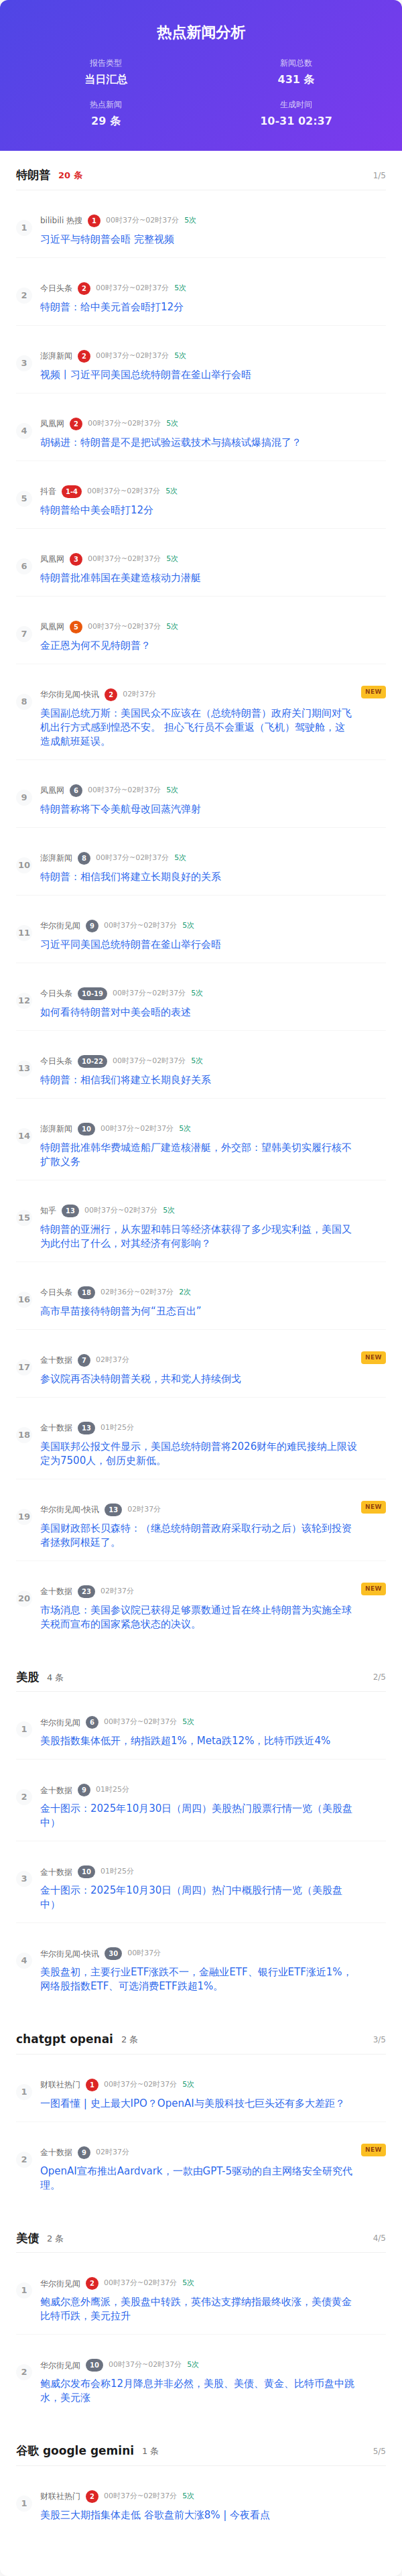 热点新闻分析
报告类型
新闻总数
当日汇总
431 条
热点新闻
生成时间
29 条
10-31 02:37
特朗普 20 条 1/5
1
bilibili 热搜 1 00时37分~02时37分 5次
习近平与特朗普会晤 完整视频
2
今日头条 2 00时37分~02时37分 5次
特朗普：给中美元首会晤打12分
3
澎湃新闻 2 00时37分~02时37分 5次
视频丨习近平同美国总统特朗普在釜山举行会晤
4
凤凰网 2 00时37分~02时37分 5次
胡锡进：特朗普是不是把试验运载技术与搞核试爆搞混了？
5
抖音 1-4 00时37分~02时37分 5次
特朗普给中美会晤打12分
6
凤凰网 3 00时37分~02时37分 5次
特朗普批准韩国在美建造核动力潜艇
7
凤凰网 5 00时37分~02时37分 5次
金正恩为何不见特朗普？
8
华尔街见闻-快讯 2 02时37分 NEW
美国副总统万斯：美国民众不应该在（总统特朗普）政府关门期间对飞
机出行方式感到惶恐不安。 担心飞行员不会重返（飞机）驾驶舱，这
造成航班延误。
9
凤凰网 6 00时37分~02时37分 5次
特朗普称将下令美航母改回蒸汽弹射
10
澎湃新闻 8 00时37分~02时37分 5次
特朗普：相信我们将建立长期良好的关系
11
华尔街见闻 9 00时37分~02时37分 5次
习近平同美国总统特朗普在釜山举行会晤
12
今日头条 10-19 00时37分~02时37分 5次
如何看待特朗普对中美会晤的表述
13
今日头条 10-22 00时37分~02时37分 5次
特朗普：相信我们将建立长期良好关系
14
澎湃新闻 10 00时37分~02时37分 5次
特朗普批准韩华费城造船厂建造核潜艇，外交部：望韩美切实履行核不
扩散义务
15
知乎 13 00时37分~02时37分 5次
特朗普的亚洲行，从东盟和日韩等经济体获得了多少现实利益，美国又
为此付出了什么，对其经济有何影响？
16
今日头条 18 02时36分~02时37分 2次
高市早苗接待特朗普为何“丑态百出”
17
金十数据 7 02时37分 NEW
参议院再否决特朗普关税，共和党人持续倒戈
18
金十数据 13 01时25分
美国联邦公报文件显示，美国总统特朗普将2026财年的难民接纳上限设
定为7500人，创历史新低。
19
华尔街见闻-快讯 13 02时37分 NEW
美国财政部长贝森特：（继总统特朗普政府采取行动之后）该轮到投资
者拯救阿根廷了。
20
金十数据 23 02时37分 NEW
市场消息：美国参议院已获得足够票数通过旨在终止特朗普为实施全球
关税而宣布的国家紧急状态的决议。
美股 4 条 2/5
1
华尔街见闻 6 00时37分~02时37分 5次
美股指数集体低开，纳指跌超1%，Meta跌12%，比特币跌近4%
2
金十数据 9 01时25分
金十图示：2025年10月30日（周四）美股热门股票行情一览（美股盘
中）
3
金十数据 10 01时25分
金十图示：2025年10月30日（周四）热门中概股行情一览（美股盘
中）
4
华尔街见闻-快讯 30 00时37分
美股盘初，主要行业ETF涨跌不一，金融业ETF、银行业ETF涨近1%，
网络股指数ETF、可选消费ETF跌超1%。
chatgpt openai 2 条 3/5
1
财联社热门 1 00时37分~02时37分 5次
一图看懂 | 史上最大IPO？OpenAI与美股科技七巨头还有多大差距？
2
金十数据 9 02时37分 NEW
OpenAI宣布推出Aardvark，一款由GPT-5驱动的自主网络安全研究代
理。
美债 2 条 4/5
1
华尔街见闻 2 00时37分~02时37分 5次
鲍威尔意外鹰派，美股盘中转跌，英伟达支撑纳指最终收涨，美债黄金
比特币跌，美元拉升
2
华尔街见闻 10 00时37分~02时37分 5次
鲍威尔发布会称12月降息并非必然，美股、美债、黄金、比特币盘中跳
水，美元涨
谷歌 google gemini 1 条 5/5
1
财联社热门 2 00时37分~02时37分 5次
美股三大期指集体走低 谷歌盘前大涨8% | 今夜看点